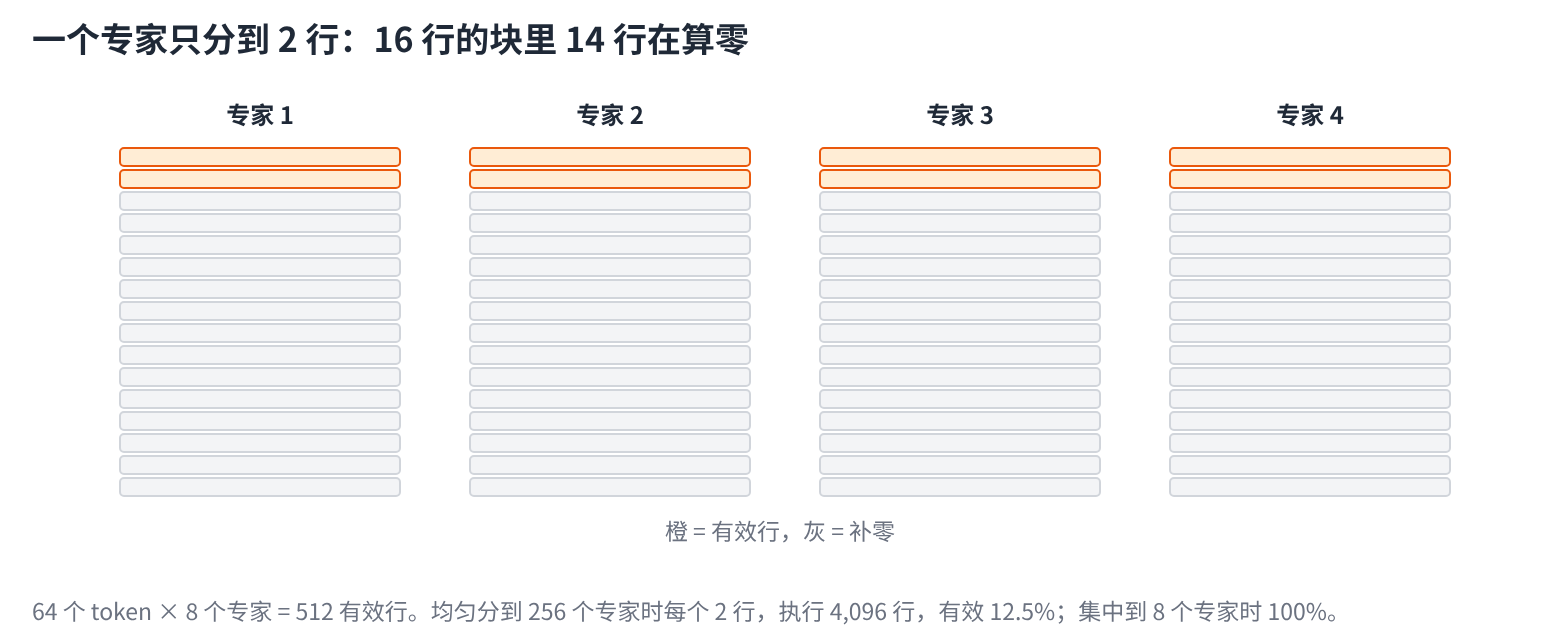 一个专家只分到 2 行：16 行的块里 14 行在算零
专家 1
专家 2
专家 3
专家 4
橙 = 有效行，灰 = 补零
64 个 token × 8 个专家 = 512 有效行。均匀分到 256 个专家时每个 2 行，执行 4,096 行，有效 12.5%；集中到 8 个专家时 100%。